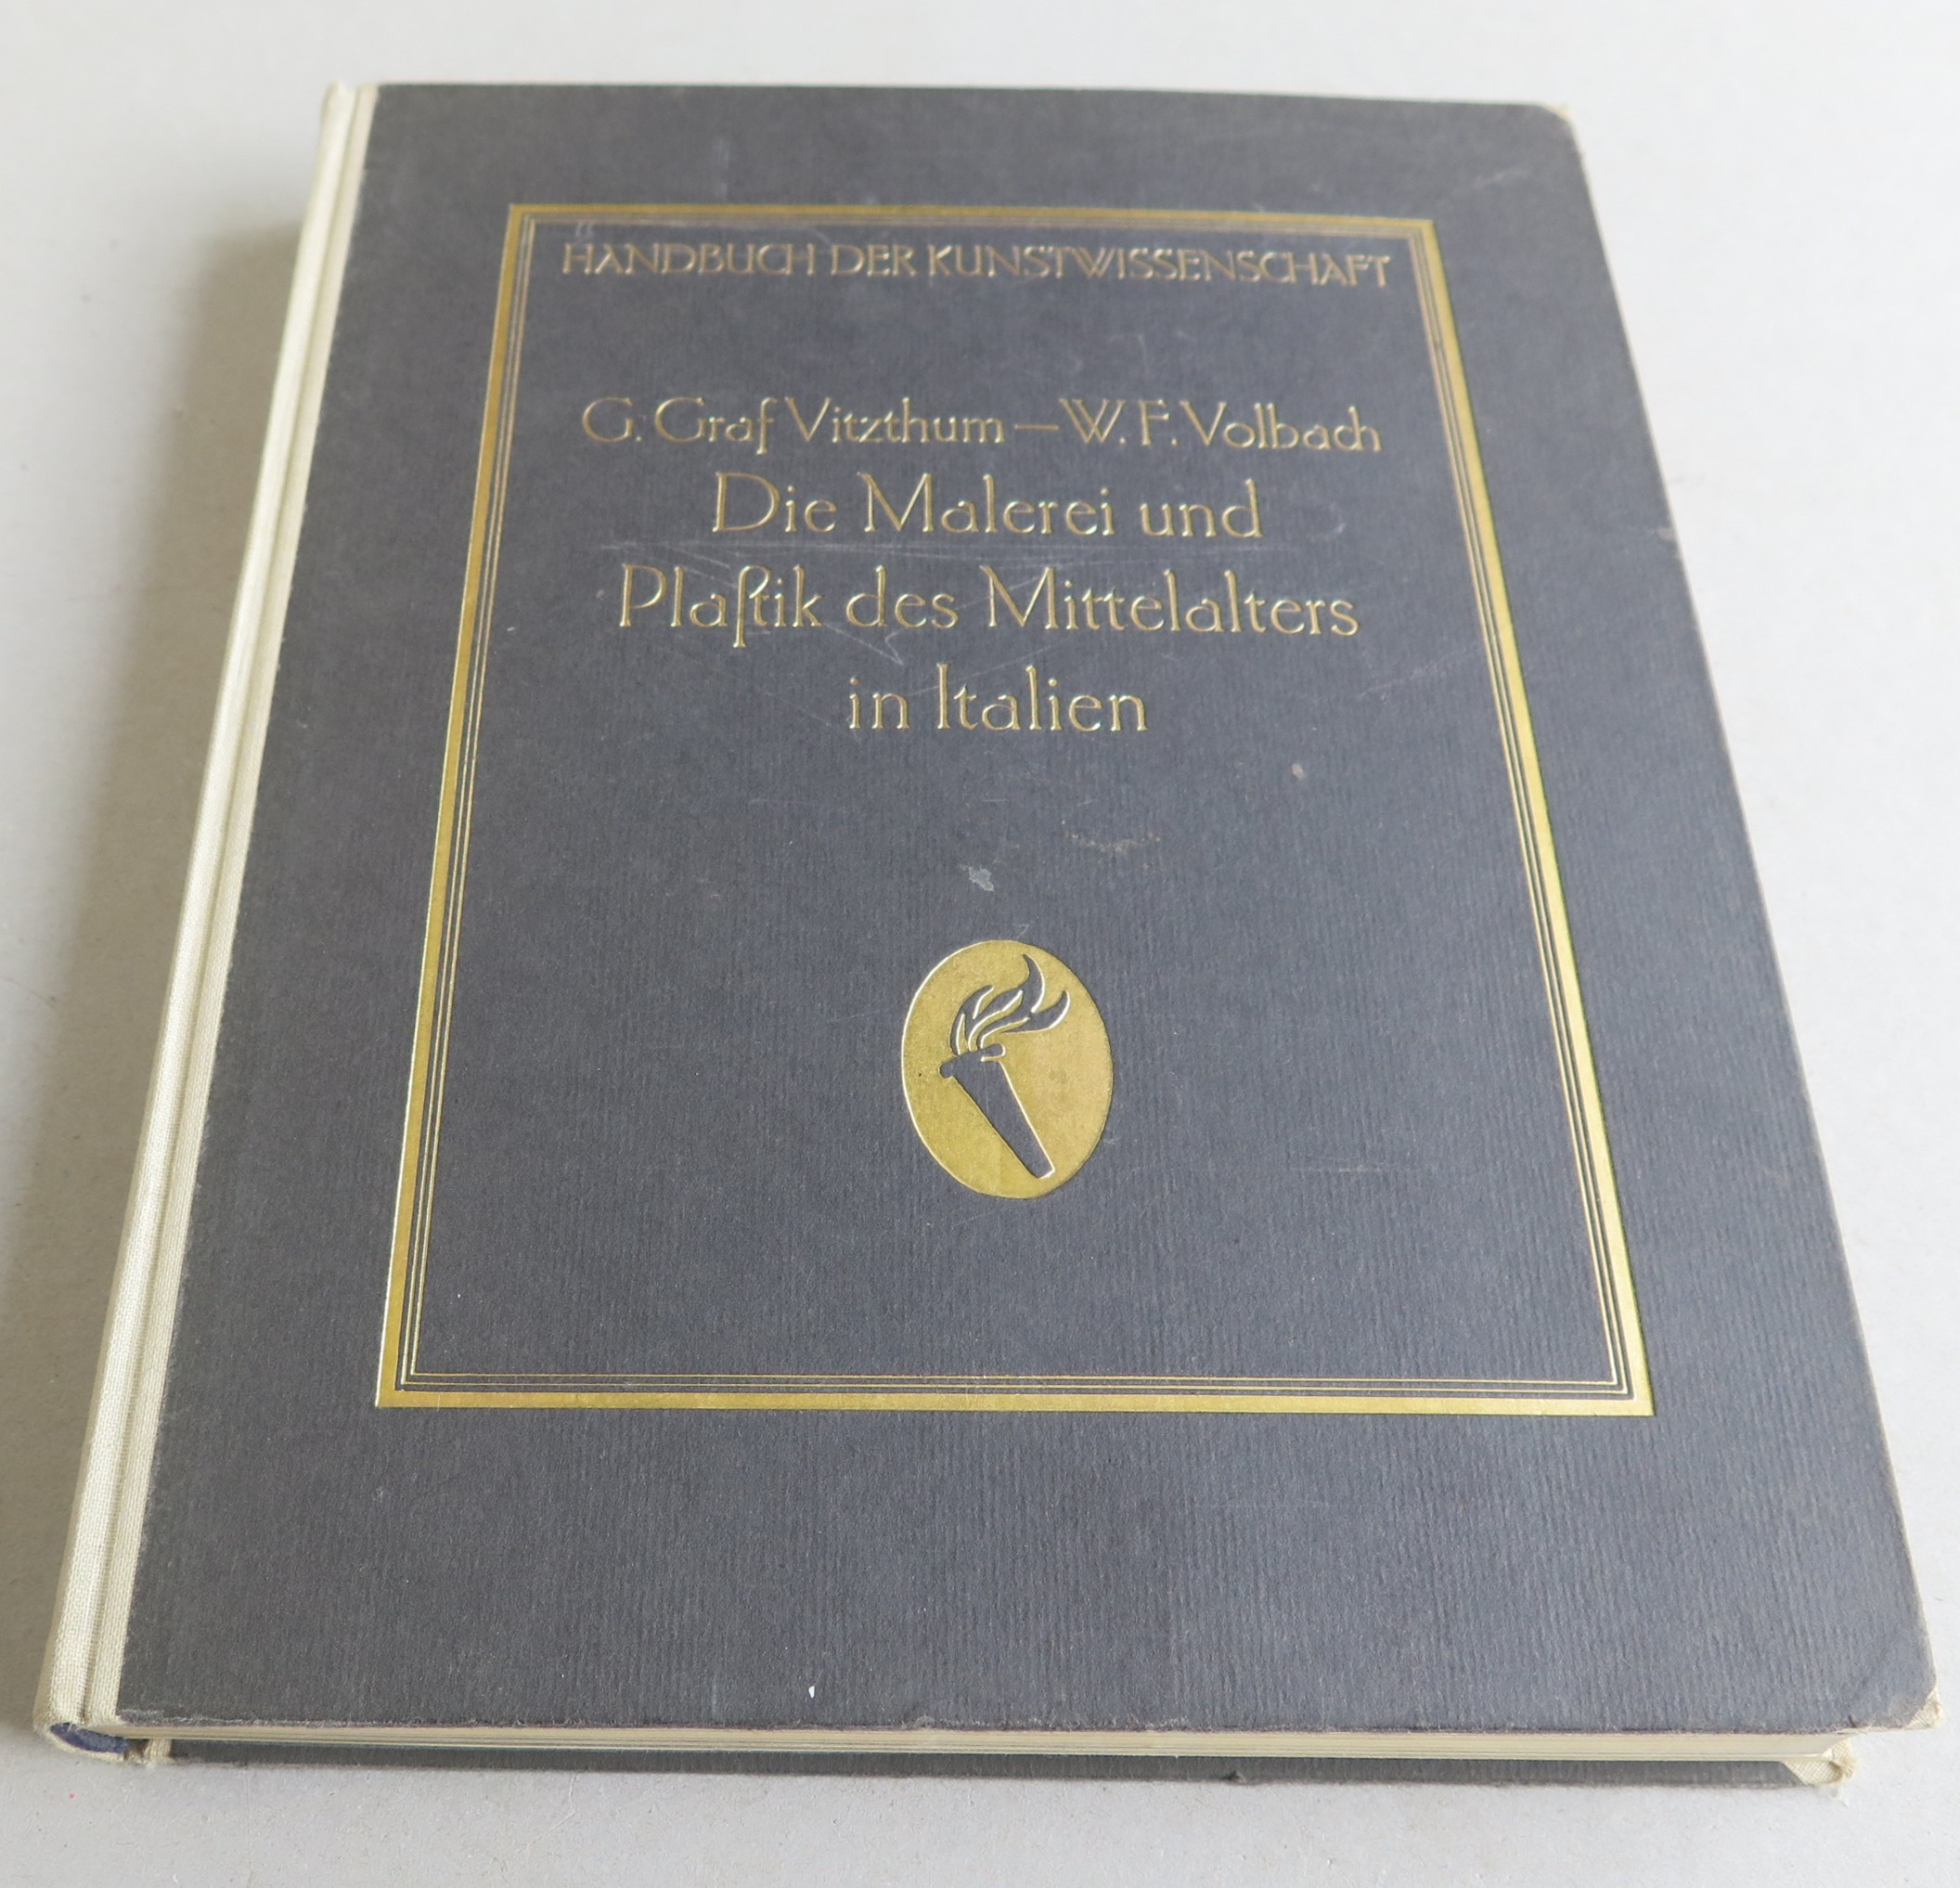 HANDBUCH DER KUNSTWISSENSCHAFT
G. Graf Vitzthum — W. F. Volbach
Die Malerei und
Plaſtik des Mittelalters
in Italien